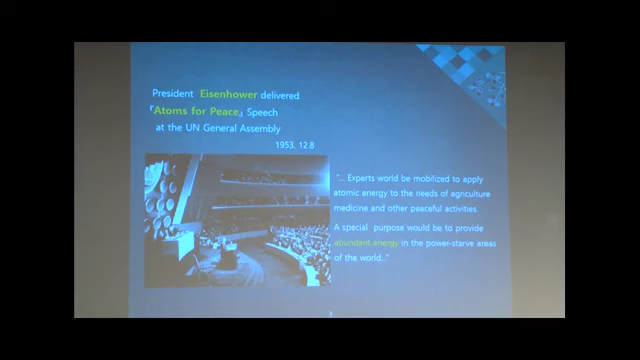 President Eisenhower delivered
『Atoms for Peace』 Speech
at the UN General Assembly
1953. 12.8
"... Experts world be mobilized to apply
atomic energy to the needs of agriculture
medicine and other peaceful activities.
A special purpose would be to provide
abundant energy in the power-starve areas
of the world..."